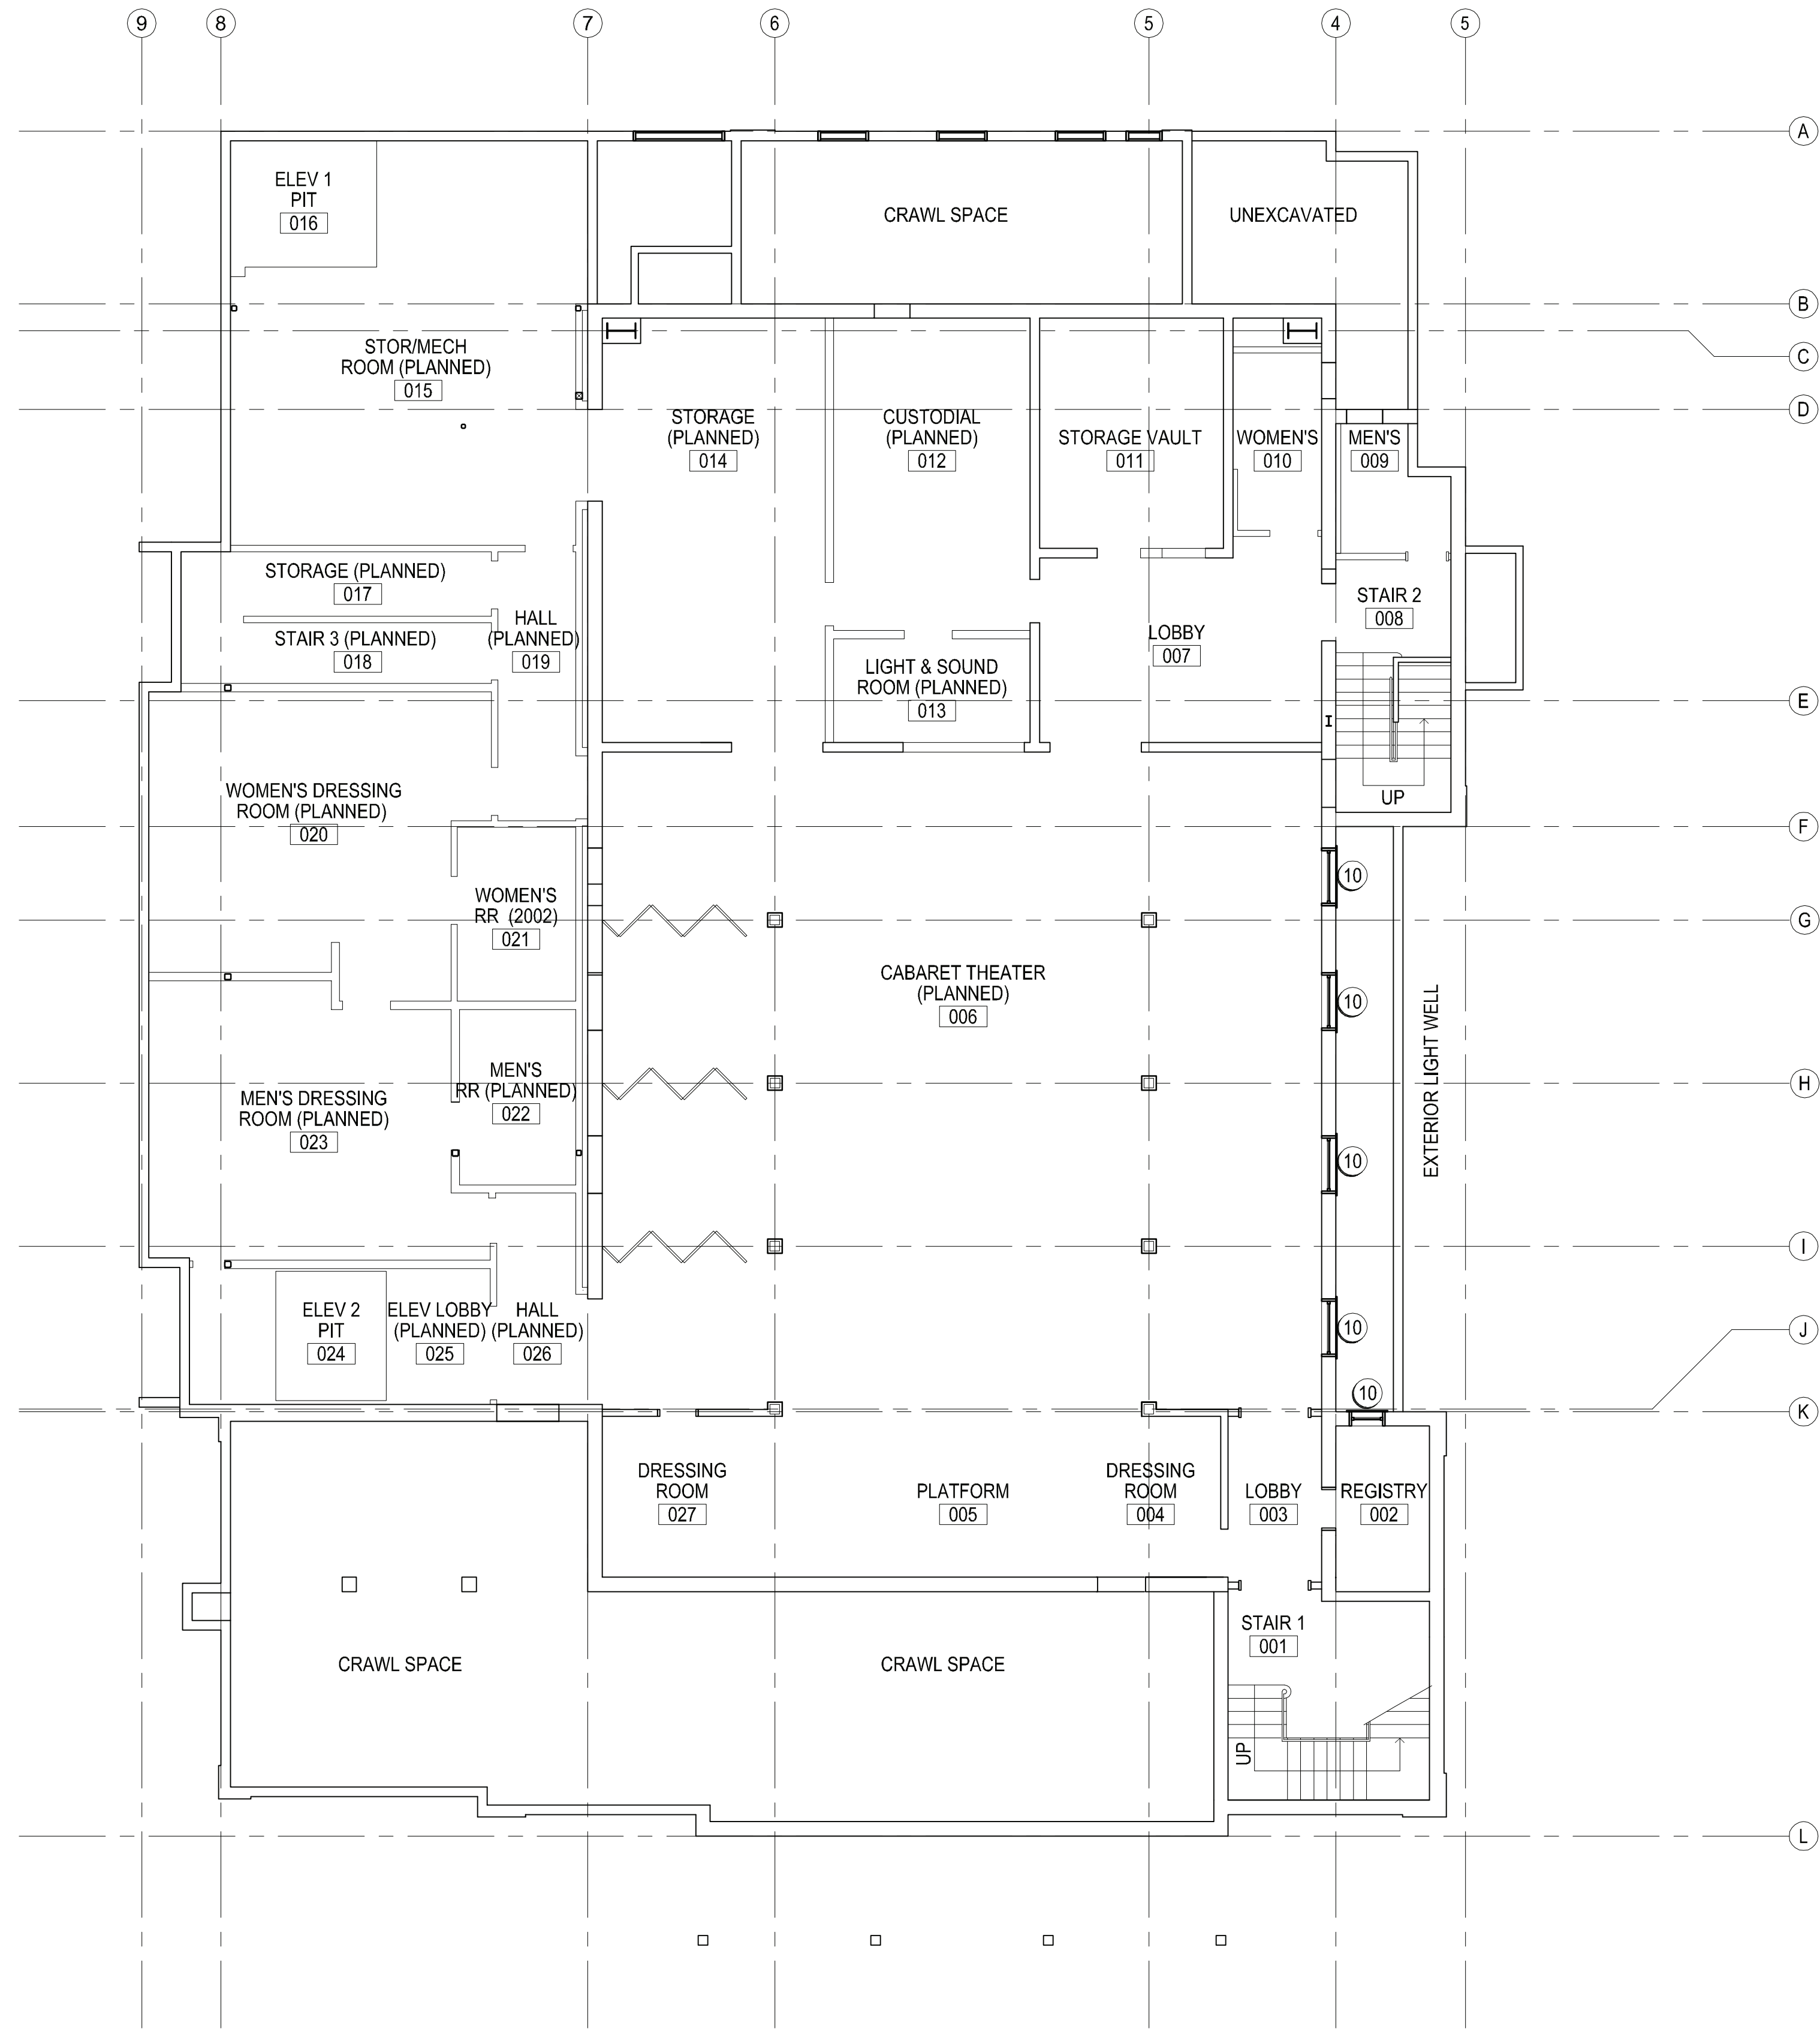 9
8
7
6
5
4
5
A
ELEV 1
PIT
016
CRAWL SPACE
UNEXCAVATED
B
C
STOR/MECH
ROOM (PLANNED)
015
D
STORAGE
(PLANNED)
014
CUSTODIAL
(PLANNED)
012
STORAGE VAULT
011
WOMEN'S
010
MEN'S
009
STORAGE (PLANNED)
017
STAIR 3 (PLANNED)
018
HALL
(PLANNED)
019
LIGHT & SOUND
ROOM (PLANNED)
013
LOBBY
007
STAIR 2
008
E
UP
WOMEN'S DRESSING
ROOM (PLANNED)
020
F
10
WOMEN'S
RR (2002)
021
G
CABARET THEATER
(PLANNED)
006
10
EXTERIOR LIGHT WELL
MEN'S
RR (PLANNED)
022
H
MEN'S DRESSING
ROOM (PLANNED)
023
10
I
ELEV 2
PIT
024
ELEV LOBBY
(PLANNED)
025
HALL
(PLANNED)
026
10
J
10
K
DRESSING
ROOM
027
PLATFORM
005
DRESSING
ROOM
004
LOBBY
003
REGISTRY
002
STAIR 1
001
CRAWL SPACE
CRAWL SPACE
UP
L